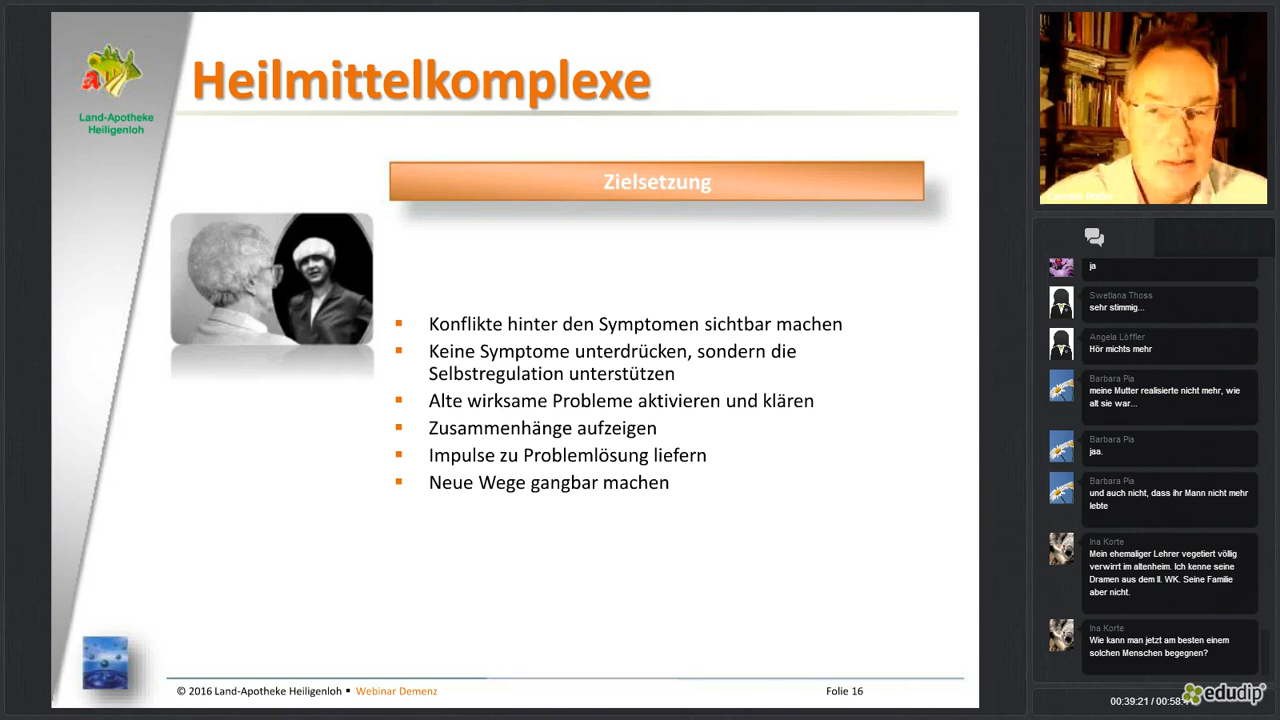 Heilmittelkomplexe
Land-Apotheke
Heiligenloh
Zielsetzung
Konflikte hinter den Symptomen sichtbar machen
Keine Symptome unterdrücken, sondern die
Selbstregulation unterstützen
Alte wirksame Probleme aktivieren und klären
Zusammenhänge aufzeigen
Impulse zu Problemlösung liefern
Neue Wege gangbar machen
© 2016 Land-Apotheke Heiligenloh ▪ Webinar Demenz
Folie 16
ja
Swetlana Thoss
sehr stimmig...
Angela Löffler
Hör michts mehr
Barbara Pia
meine Mutter realisierte nicht mehr, wie
alt sie war...
Barbara Pia
jaa.
Barbara Pia
und auch nicht, dass ihr Mann nicht mehr
lebte
Ina Korte
Mein ehemaliger Lehrer vegetiert völlig
verwirrt im altenheim. Ich kenne seine
Dramen aus dem II. WK. Seine Familie
aber nicht.
Ina Korte
Wie kann man jetzt am besten einem
solchen Menschen begegnen?
00:39:21 / 00:58:
edudip